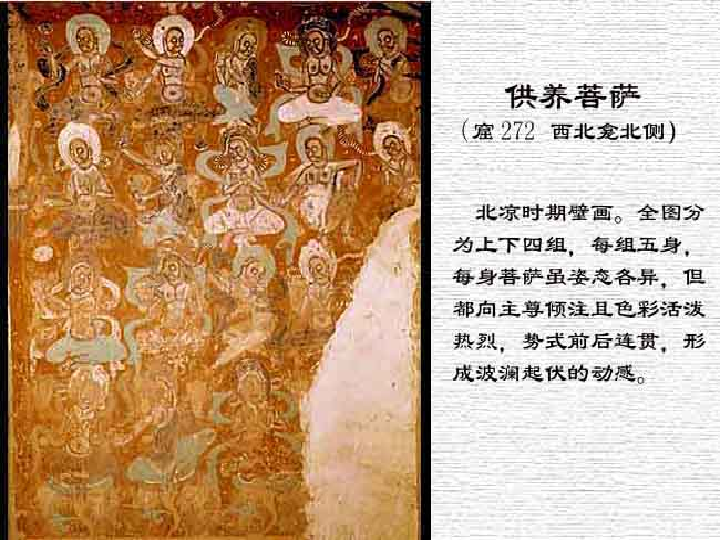 供养菩萨
（窟 272 西北龛北侧）
北凉时期壁画。全图分
为上下四组，每组五身，
每身菩萨虽姿态各异，但
都向主尊倾注且色彩活泼
热烈，势式前后连贯，形
成波澜起伏的动感。